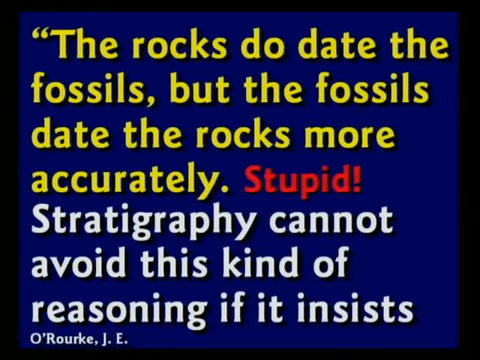 “The rocks do date the
fossils, but the fossils
date the rocks more
accurately. Stupid!
Stratigraphy cannot
avoid this kind of
reasoning if it insists
O’Rourke, J. E.